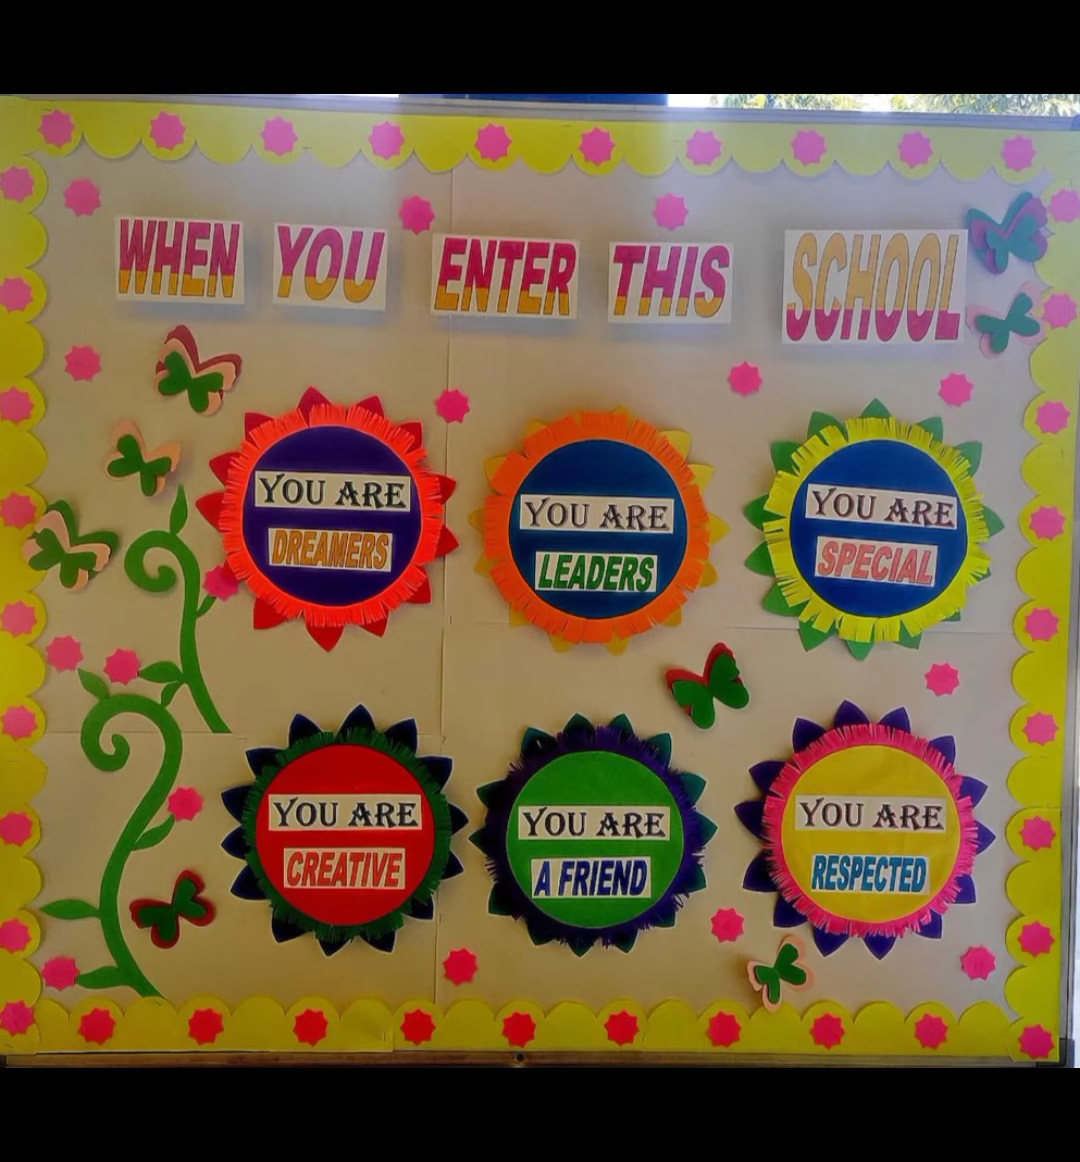 WHEN YOU ENTER THIS SCHOOL
YOU ARE
DREAMERS
YOU ARE
LEADERS
YOU ARE
SPECIAL
YOU ARE
CREATIVE
YOU ARE
A FRIEND
YOU ARE
RESPECTED